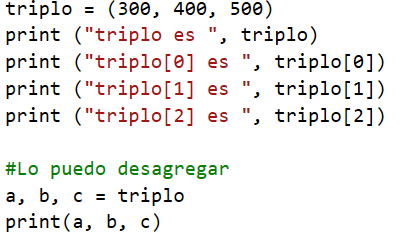 triplo = (300, 400, 500)
print ("triplo es ", triplo)
print ("triplo[0] es ", triplo[0])
print ("triplo[1] es ", triplo[1])
print ("triplo[2] es ", triplo[2])

#Lo puedo desagregar
a, b, c = triplo
print(a, b, c)